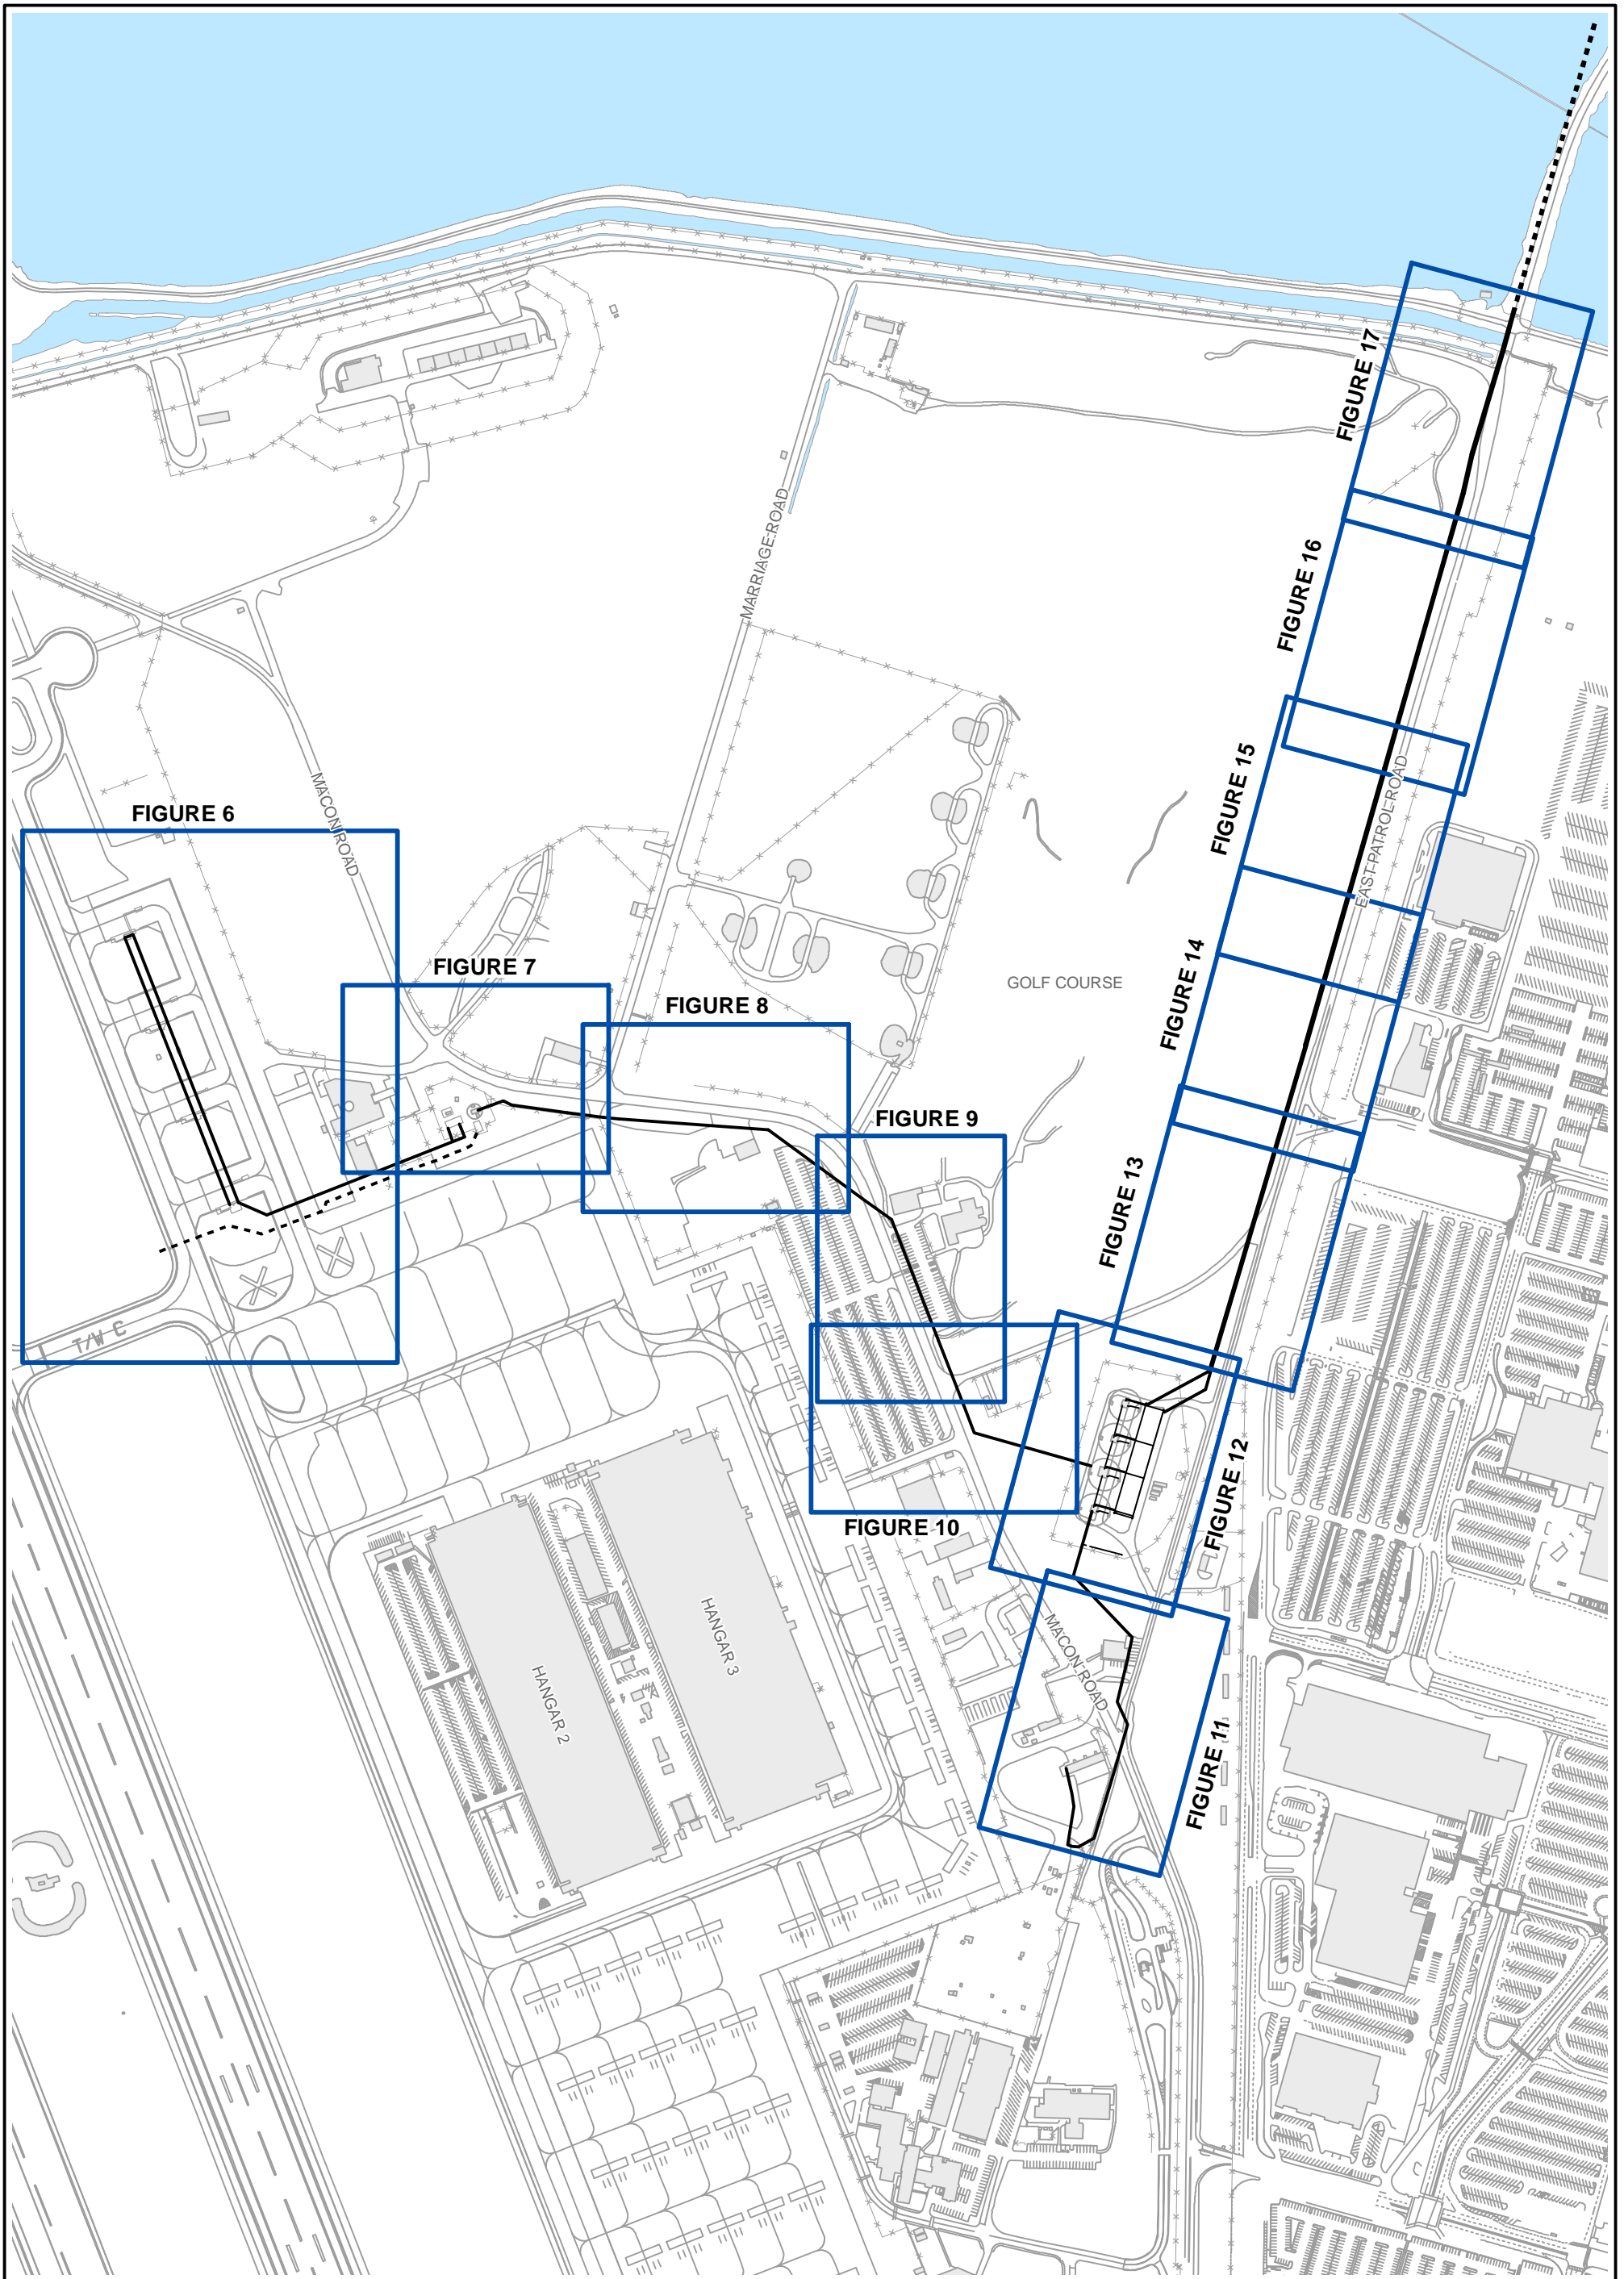 FIGURE 17
MARRIAGE ROAD
FIGURE 16
FIGURE 15
EAST PATROL ROAD
MACON ROAD
FIGURE 6
FIGURE 14
FIGURE 7
GOLF COURSE
FIGURE 8
FIGURE 9
FIGURE 13
T/W C
FIGURE 12
FIGURE 10
HANGAR 3
MACON ROAD
HANGAR 2
FIGURE 11